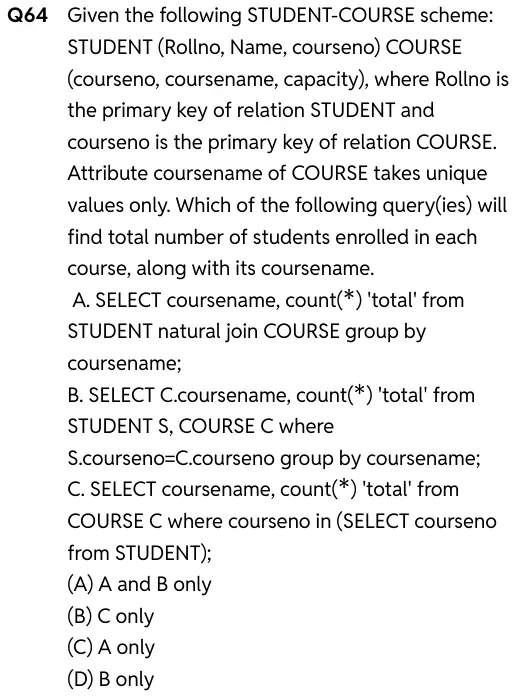 Q64 Given the following STUDENT-COURSE scheme:
STUDENT (Rollno, Name, courseno) COURSE
(courseno, coursename, capacity), where Rollno is
the primary key of relation STUDENT and
courseno is the primary key of relation COURSE.
Attribute coursename of COURSE takes unique
values only. Which of the following query(ies) will
find total number of students enrolled in each
course, along with its coursename.
A. SELECT coursename, count(*) 'total' from
STUDENT natural join COURSE group by
coursename;
B. SELECT C.coursename, count(*) 'total' from
STUDENT S, COURSE C where
S.courseno=C.courseno group by coursename;
C. SELECT coursename, count(*) 'total' from
COURSE C where courseno in (SELECT courseno
from STUDENT);
(A) A and B only
(B) C only
(C) A only
(D) B only